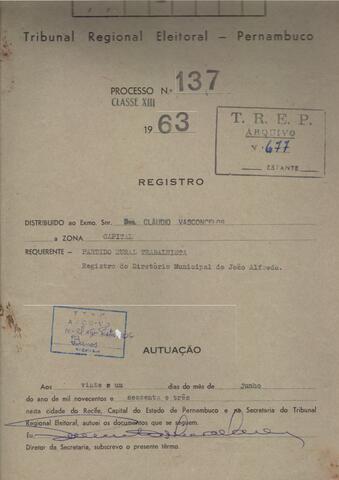 Tribunal Regional Eleitoral — Pernambuco
PROCESSO N.º 137
CLASSE XIII
1963
T. R. E. P.
ARQUIVO
N.º 677
ESTANTE
REGISTRO
DISTRIBUIDO ao Exmo. Snr. Des. CLÁUDIO VASCONCELOS
a ZONA CAPITAL
REQUERENTE — PARTIDO RURAL TRABALHISTA
Registro do Diretório Municipal de João Alfredo.
AUTUAÇÃO
Aos vinte e um dias do mês de Junho
do ano de mil novecentos e sessenta e três
nesta cidade do Recife, Capital do Estado de Pernambuco e na Secretaria do Tribunal
Regional Eleitoral, autuei os documentos que se seguem.
Eu
Diretor da Secretaria, subscrevo o presente têrmo.